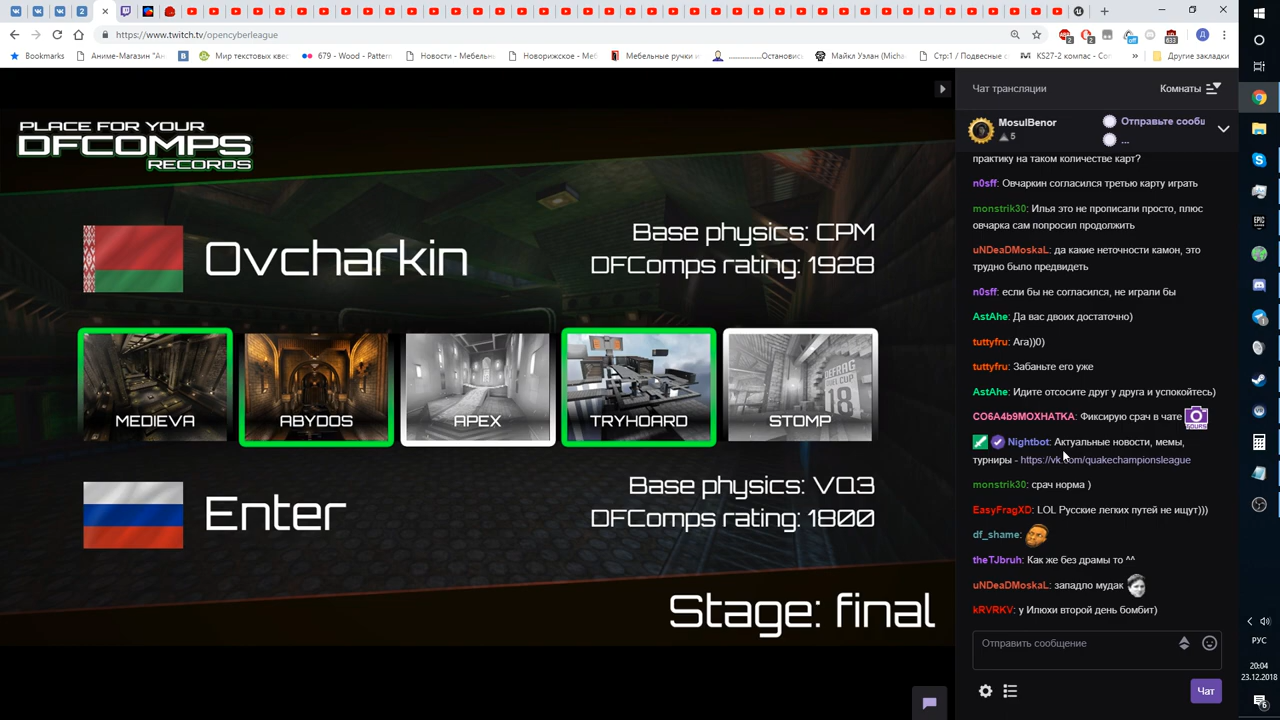 2
https://www.twitch.tv/opencyberleague
Bookmarks
Аниме-Магазин "Ан
Мир текстовых квес
679 - Wood - Pattern
Новости - Мебельн
Новорижское - Меб
Мебельные ручки и
Остановис
Майкл Уэлан (Micha
Стр:1 / Подвесные с
KS27-2 компас - Con
»
Другие закладки
PLACE FOR YOUR
DFCOMPS
RECORDS
Ovcharkin
Base physics: CPM
DFComps rating: 1928
MEDIEVA
ABYDOS
APEX
TRYHOARD
STOMP
Enter
Base physics: VQ3
DFComps rating: 1800
Stage: final
Чат трансляции
Комнаты
MosulBenor
5
Отправьте сообщ
...
практику на таком количестве карт?
n0sff: Овчаркин согласился третью карту играть
monstrik30: Илья это не прописали просто, плюс
овчарка сам попросил продолжить
uNDeaDMoskaL: да какие неточности камон, это
трудно было предвидеть
n0sff: если бы не согласился, не играли бы
AstAhe: Да вас двоих достаточно)
tuttyfru: Ага))0)
tuttyfru: Забаньте его уже
AstAhe: Идите отсосите друг у друга и успокойтесь)
CO6A4b9MOXHATKA: Фиксирую срач в чате
Nightbot: Актуальные новости, мемы,
турниры - https://vk.com/quakechampionsleague
monstrik30: срач норма )
EasyFragXD: LOL Русские легких путей не ищут)))
df_shame:
theTJbruh: Как же без драмы то ^^
uNDeaDMoskaL: западло мудак
kRVRKV: у Илюхи второй день бомбит)
Отправить сообщение
Чат
EPIC
РУС
20:04
23.12.2018